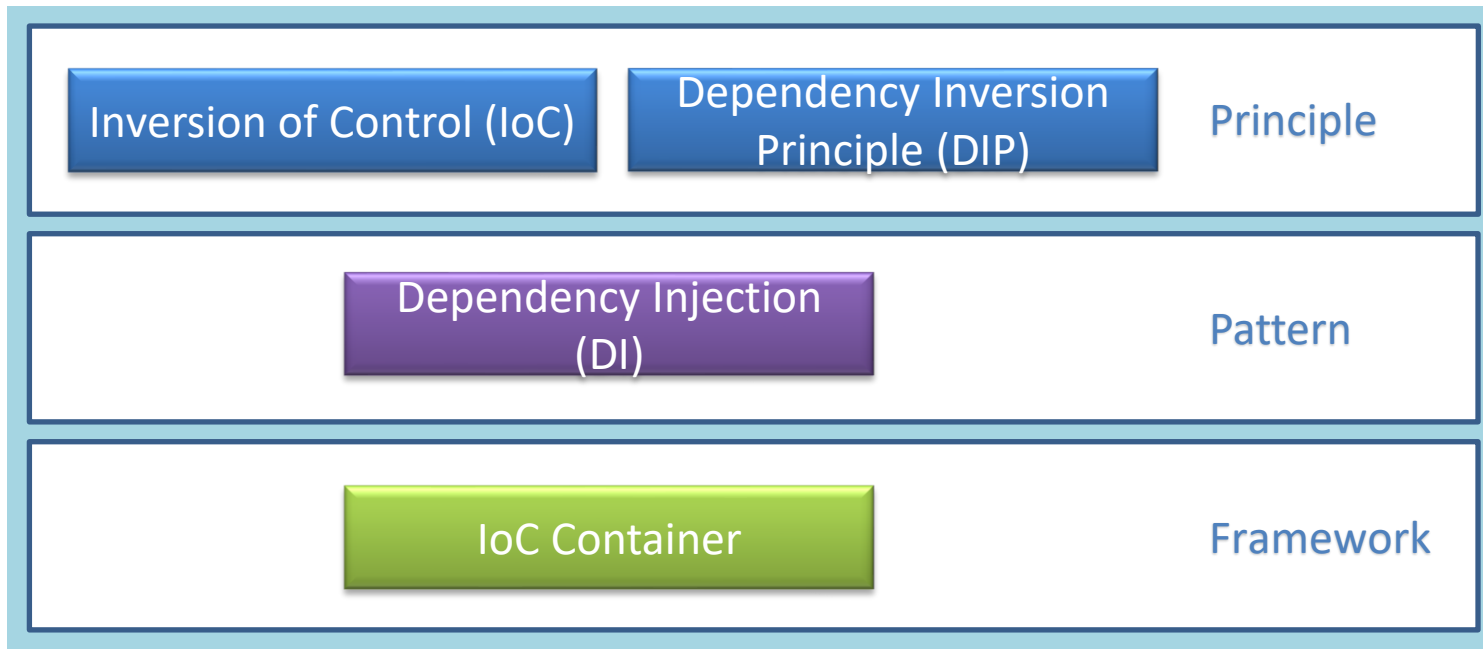 Inversion of Control (IoC)
Dependency Inversion
Principle (DIP)
Principle
Dependency Injection
(DI)
Pattern
IoC Container
Framework